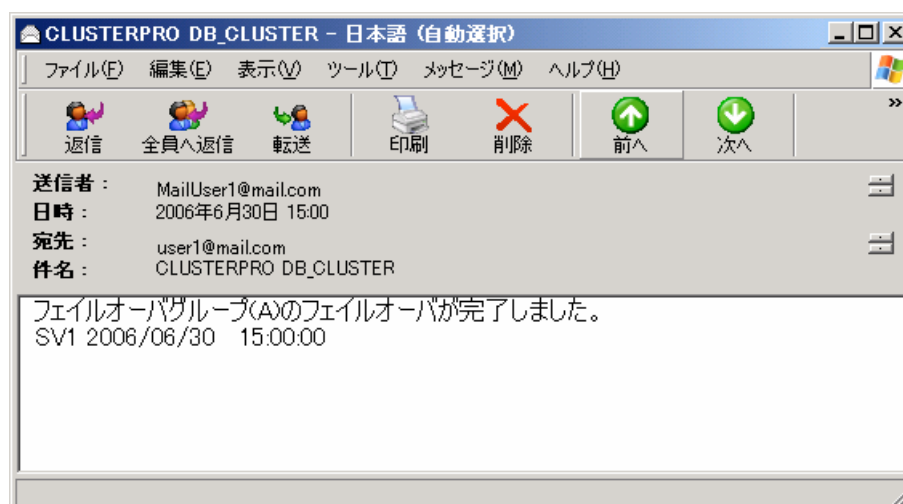 CLUSTERPRO DB_CLUSTER - 日本語 (自動選択)
ファイル(F) 編集(E) 表示(V) ツール(T) メッセージ(M) ヘルプ(H)
返信 全員へ返信 転送 印刷 削除 前へ 次へ »
送信者: MailUser1@mail.com
日時: 2006年6月30日 15:00
宛先: user1@mail.com
件名: CLUSTERPRO DB_CLUSTER
フェイルオーバグループ(A)のフェイルオーバが完了しました。
SV1 2006/06/30 15:00:00